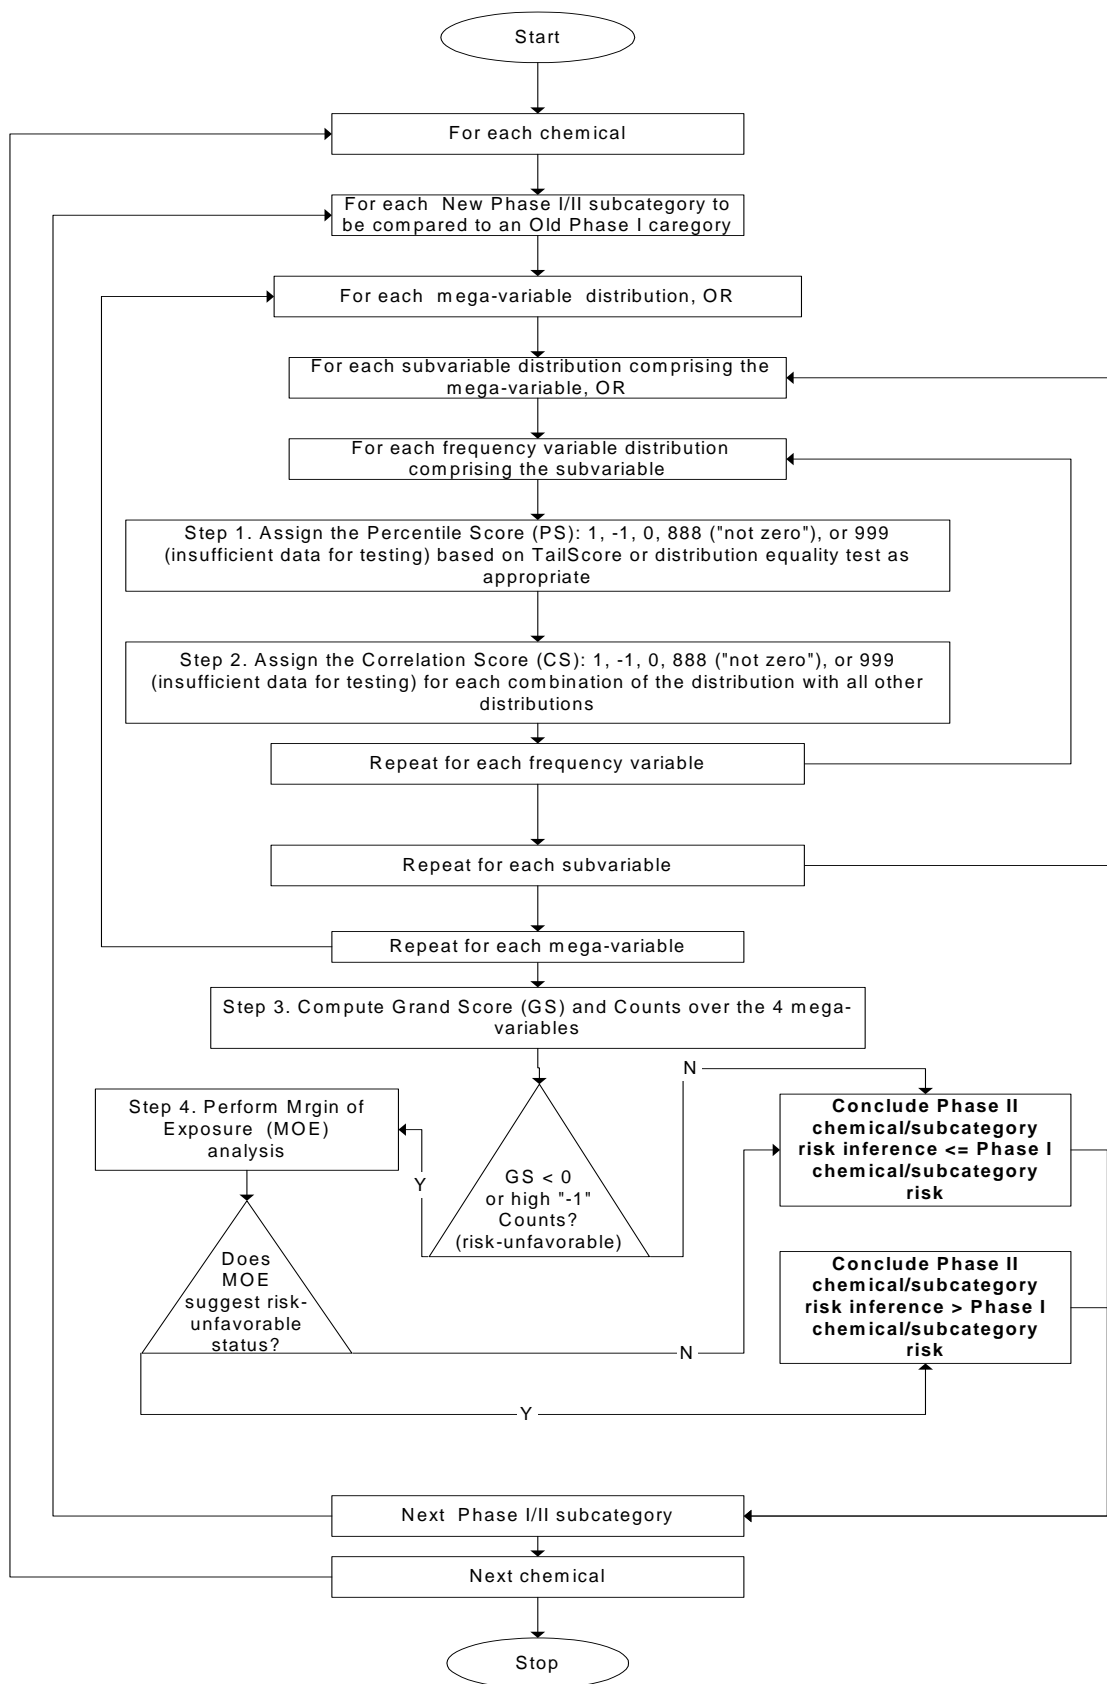 Start
For each chemical
For each New Phase I/II subcategory to
be compared to an Old Phase I caregory
For each mega-variable distribution, OR
For each subvariable distribution comprising the
mega-variable, OR
For each frequency variable distribution
comprising the subvariable
Step 1. Assign the Percentile Score (PS): 1, -1, 0, 888 ("not zero"), or 999
(insufficient data for testing) based on TailScore or distribution equality test as
appropriate
Step 2. Assign the Correlation Score (CS): 1, -1, 0, 888 ("not zero"), or 999
(insufficient data for testing) for each combination of the distribution with all other
distributions
Repeat for each frequency variable
Repeat for each subvariable
Repeat for each mega-variable
Step 3. Compute Grand Score (GS) and Counts over the 4 mega-
variables
N
Step 4. Perform Mrgin of
Exposure (MOE)
analysis
Y
GS < 0
or high "-1"
Counts?
(risk-unfavorable)
Conclude Phase II
chemical/subcategory
risk inference <= Phase I
chemical/subcategory
risk
Does
MOE
suggest risk-
unfavorable
status?
N
Y
Conclude Phase II
chemical/subcategory
risk inference > Phase I
chemical/subcategory
risk
Next Phase I/II subcategory
Next chemical
Stop